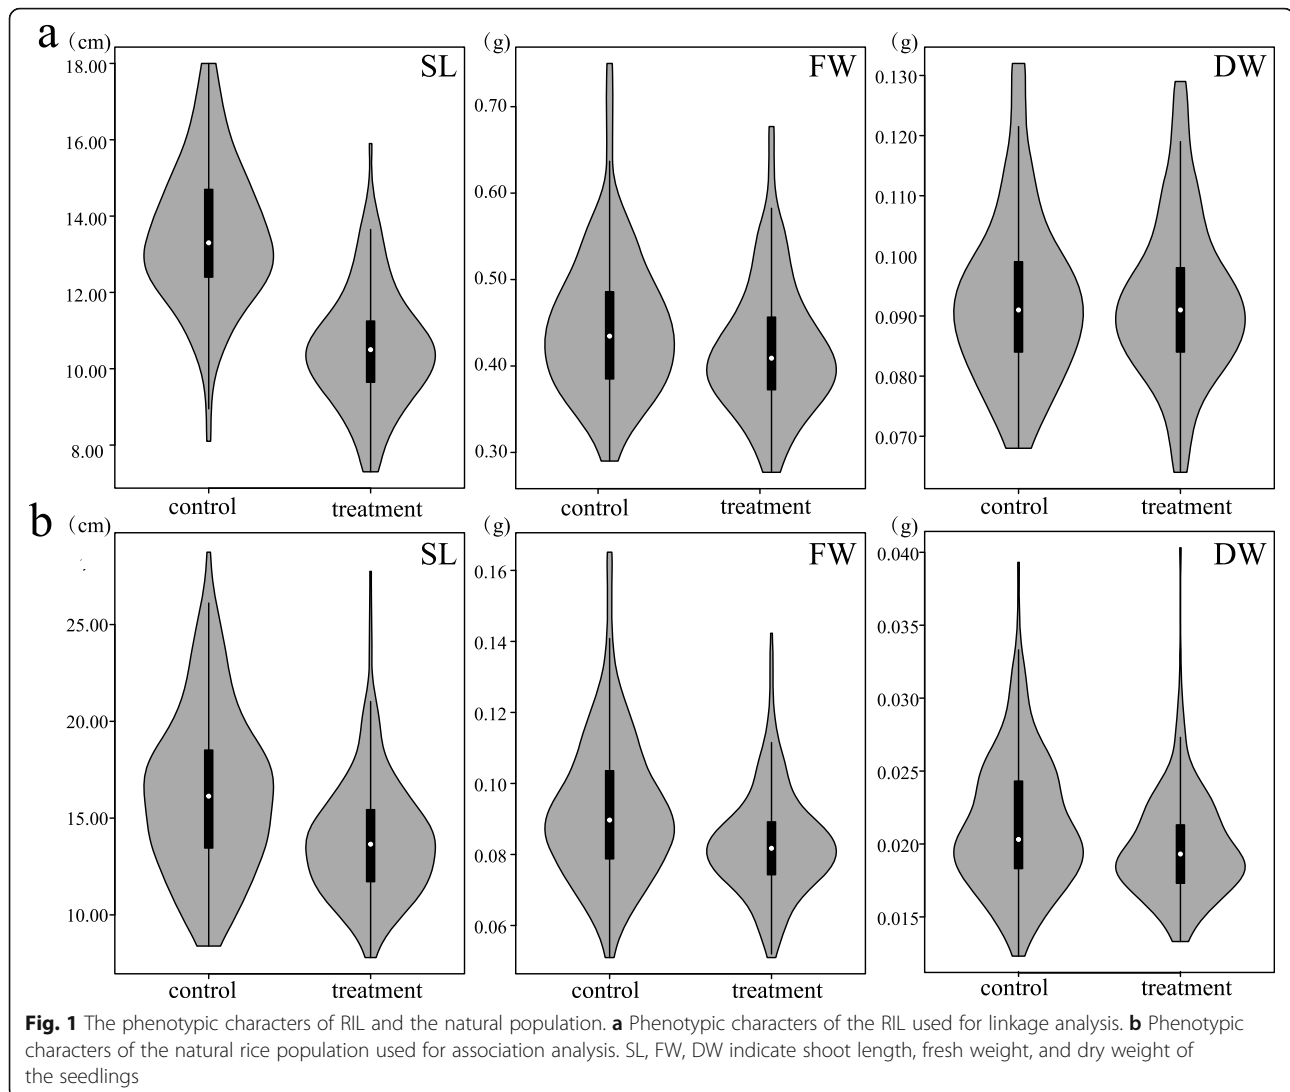 a
(cm)
SL
18.00
16.00
14.00
12.00
10.00
8.00
control treatment
(g)
FW
0.70
0.60
0.50
0.40
0.30
control treatment
(g)
DW
0.130
0.120
0.110
0.100
0.090
0.080
0.070
control treatment
b
(cm)
SL
25.00
20.00
15.00
10.00
control treatment
(g)
FW
0.16
0.14
0.12
0.10
0.08
0.06
control treatment
(g)
DW
0.040
0.035
0.030
0.025
0.020
0.015
control treatment
Fig. 1 The phenotypic characters of RIL and the natural population. a Phenotypic characters of the RIL used for linkage analysis. b Phenotypic
characters of the natural rice population used for association analysis. SL, FW, DW indicate shoot length, fresh weight, and dry weight of
the seedlings